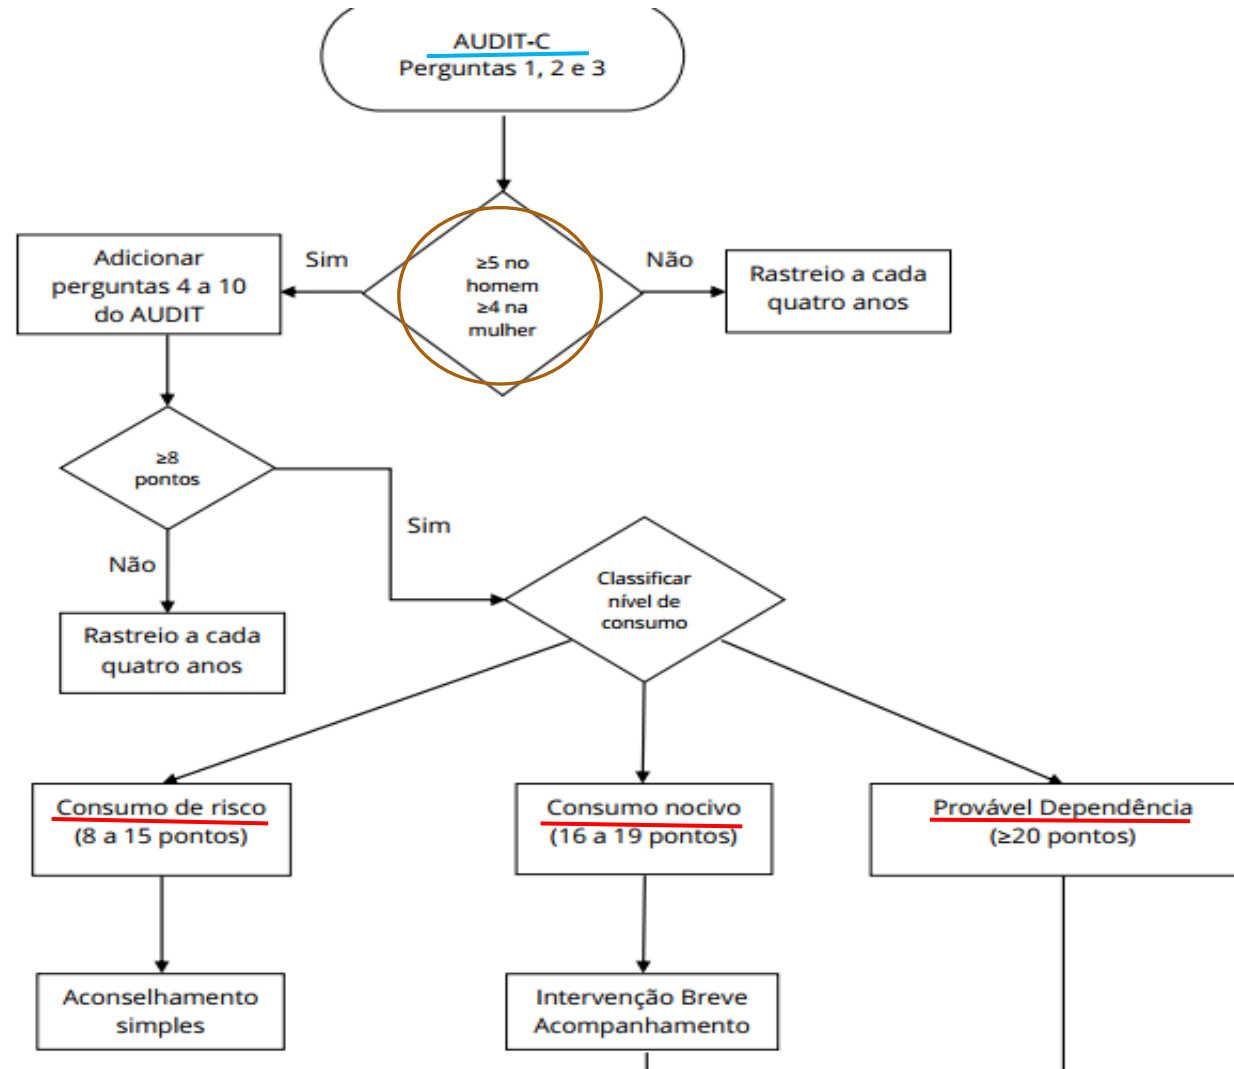 AUDIT-C
Perguntas 1, 2 e 3
≥5 no
homem
≥4 na
mulher
Sim
Não
Adicionar
perguntas 4 a 10
do AUDIT
Rastreio a cada
quatro anos
≥8
pontos
Sim
Não
Rastreio a cada
quatro anos
Classificar
nível de
consumo
Consumo de risco
(8 a 15 pontos)
Consumo nocivo
(16 a 19 pontos)
Provável Dependência
(≥20 pontos)
Aconselhamento
simples
Intervenção Breve
Acompanhamento